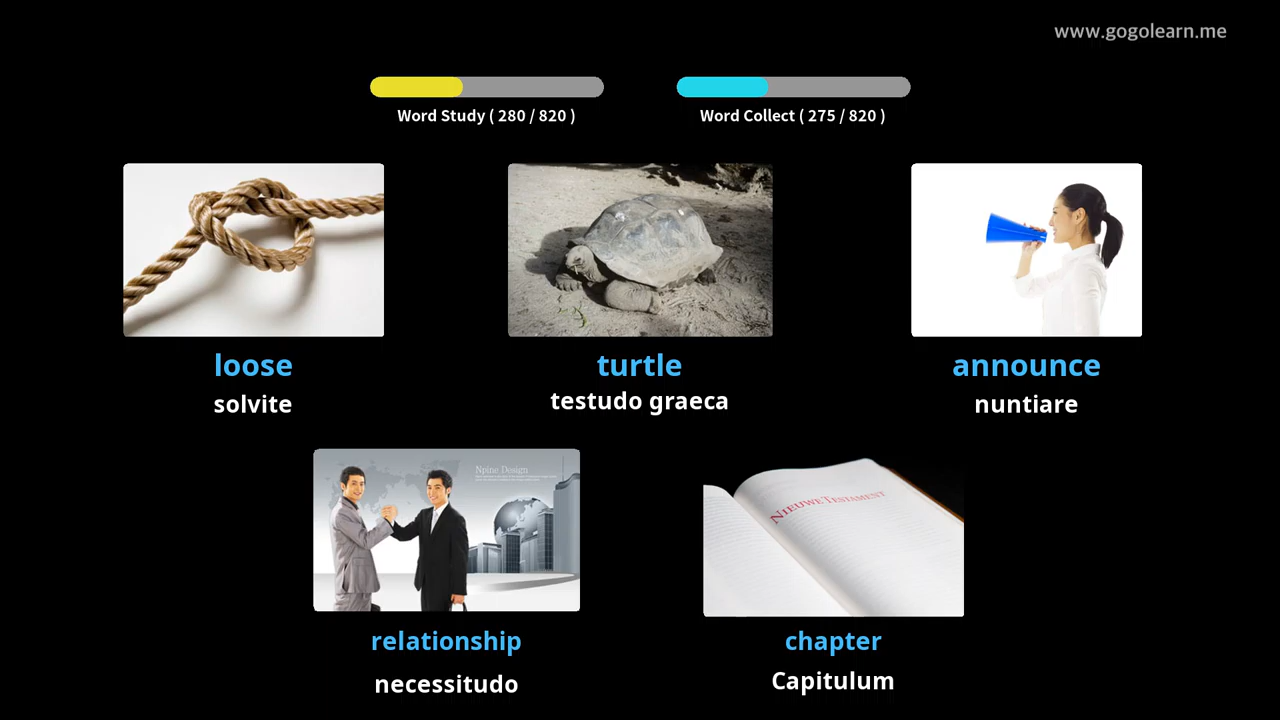 www.gogolearn.me
Word Study ( 280 / 820 )
Word Collect ( 275 / 820 )
loose
turtle
announce
solvite
testudo graeca
nuntiare
Npine Design
NIEUWE TESTAMENT
relationship
chapter
necessitudo
Capitulum